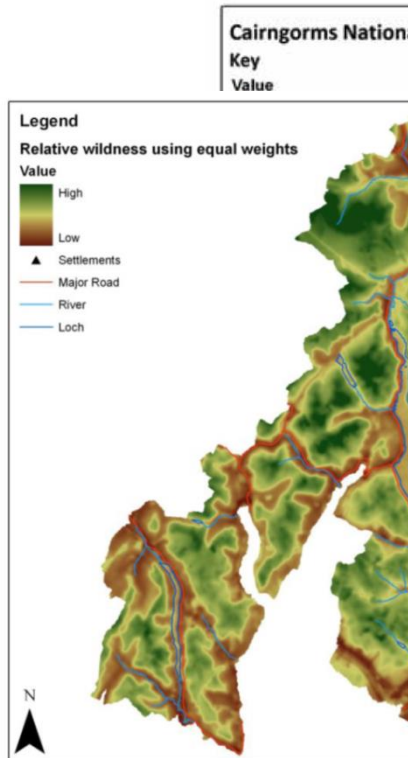 Cairngorms Nationa
Key
Value
Legend
Relative wildness using equal weights
Value
High
Low
Settlements
Major Road
River
Loch
N